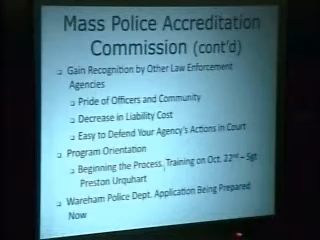 Mass Police Accreditation
Commission (cont'd)
Gain Recognition by Other Law Enforcement
Agencies
Pride of Officers and Community
Decrease in Liability Cost
Easy to Defend Your Agency's Actions in Court
Program Orientation
Beginning the Process, Training on Oct. 22nd – Sgt
Preston Urquhart
Wareham Police Dept. Application Being Prepared
Now